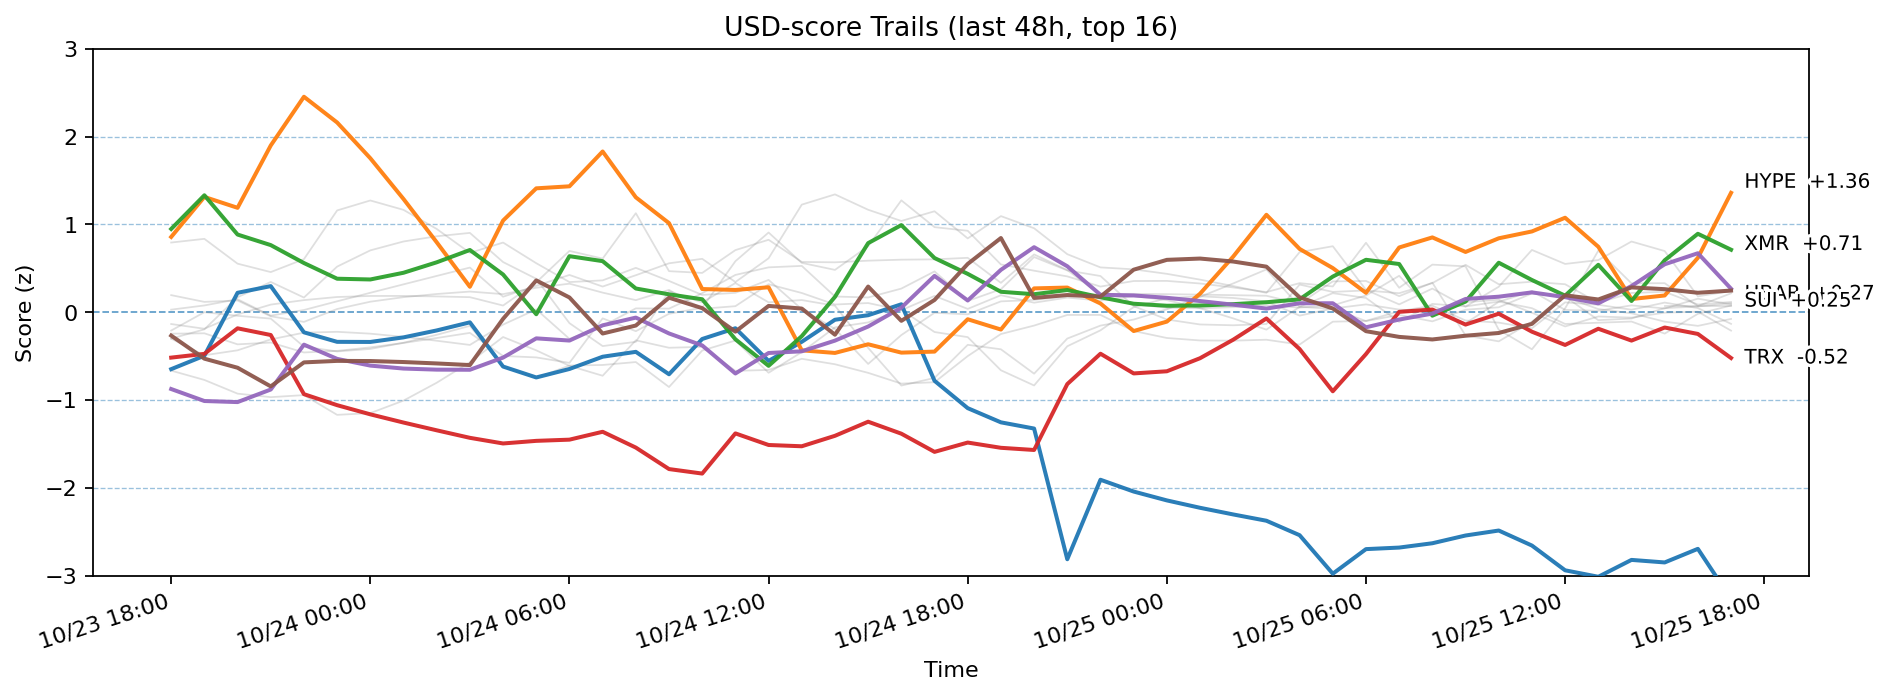 USD-score Trails (last 48h, top 16)
Score (z)
3
2
1
0
−1
−2
−3
HYPE +1.36
XMR +0.71
+0.27
SUI +0.25
TRX -0.52
10/23 18:00
10/24 00:00
10/24 06:00
10/24 12:00
10/24 18:00
10/25 00:00
10/25 06:00
10/25 12:00
10/25 18:00
Time